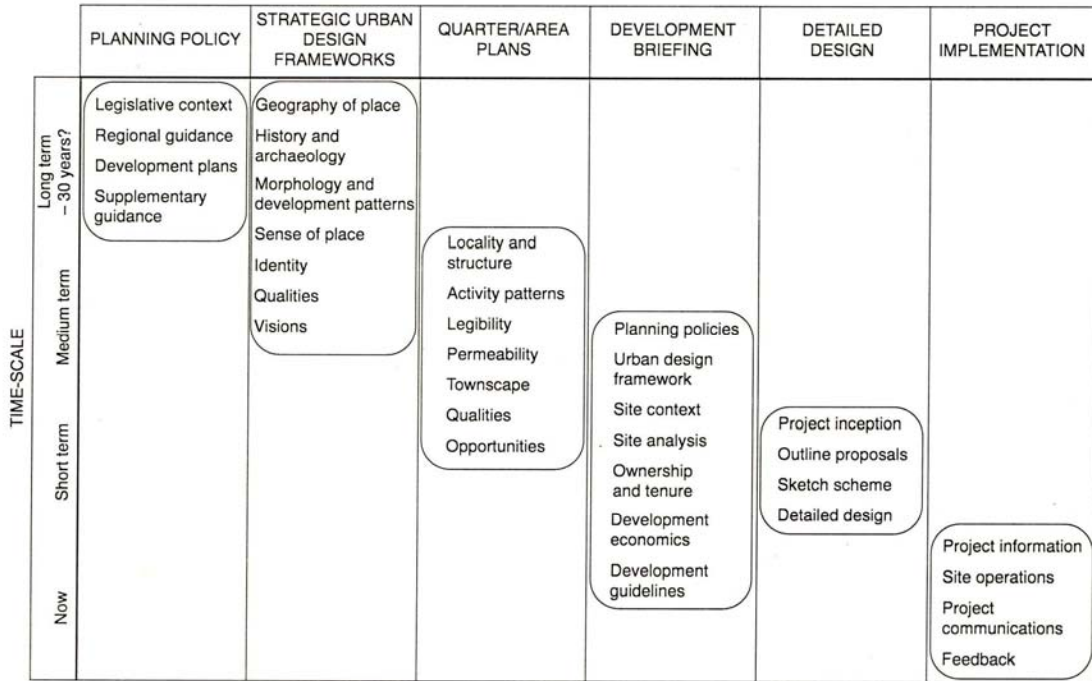 PLANNING POLICY
STRATEGIC URBAN
DESIGN
FRAMEWORKS
QUARTER/AREA
PLANS
DEVELOPMENT
BRIEFING
DETAILED
DESIGN
PROJECT
IMPLEMENTATION
TIME-SCALE
Long term
– 30 years?
Medium term
Short term
Now
Legislative context
Regional guidance
Development plans
Supplementary
guidance
Geography of place
History and
archaeology
Morphology and
development patterns
Sense of place
Identity
Qualities
Visions
Locality and
structure
Activity patterns
Legibility
Permeability
Townscape
Qualities
Opportunities
Planning policies
Urban design
framework
Site context
Site analysis
Ownership
and tenure
Development
economics
Development
guidelines
Project inception
Outline proposals
Sketch scheme
Detailed design
Project information
Site operations
Project
communications
Feedback